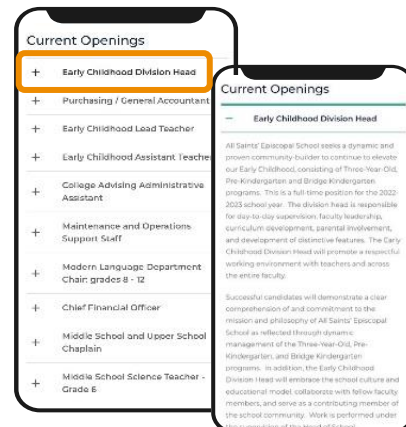 Current Openings
+ Early Childhood Division Head
+ Purchasing / General Accountant
+ Early Childhood Lead Teacher
+ Early Childhood Assistant Teacher
+ College Advising Administrative
Assistant
+ Maintenance and Operations
Support Staff
+ Modern Language Department
Chair: grades 8 - 12
+ Chief Financial Officer
+ Middle School and Upper School
Chaplain
+ Middle School Science Teacher -
Grade 6
Current Openings
− Early Childhood Division Head
All Saints' Episcopal School seeks a dynamic and
proven community-builder to continue to elevate
our Early Childhood, consisting of Three-Year-Old,
Pre-Kindergarten and Bridge Kindergarten
programs. This is a full-time position for the 2022-
2023 school year. The division head is responsible
for day-to-day supervision, faculty leadership,
curriculum development, parental involvement,
and development of distinctive features. The Early
Childhood Division Head will promote a respectful
working environment with teachers and across
the entire faculty.
Successful candidates will demonstrate a clear
comprehension of and commitment to the
mission and philosophy of All Saints' Episcopal
School as reflected through dynamic
management of the Three-Year-Old, Pre-
Kindergarten, and Bridge Kindergarten
programs. In addition, the Early Childhood
Division Head will embrace the school culture and
educational model, collaborate with fellow faculty
members, and serve as a contributing member of
the school community. Work is performed under
the supervision of the Head of School